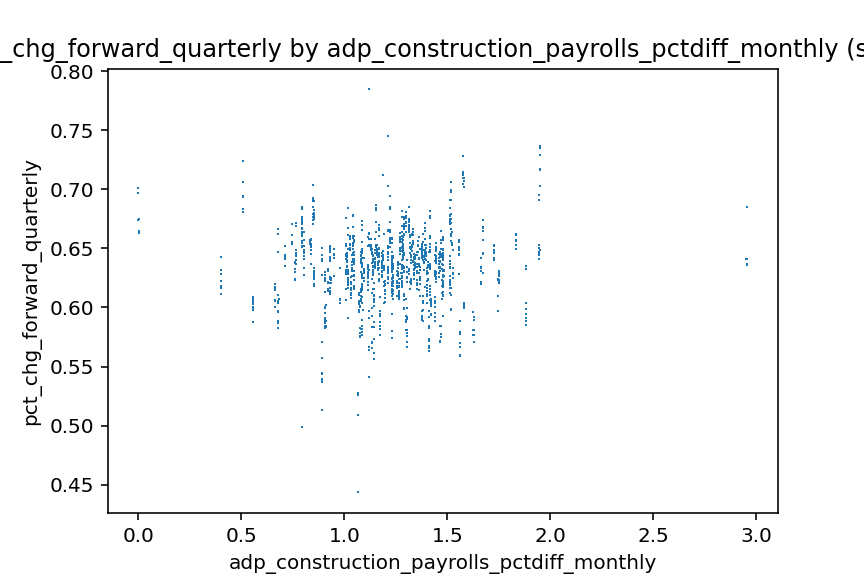 _chg_forward_quarterly by adp_construction_payrolls_pctdiff_monthly (s
0.80
0.75
0.70
0.65
0.60
0.55
0.50
0.45
pct_chg_forward_quarterly
0.0 0.5 1.0 1.5 2.0 2.5 3.0
adp_construction_payrolls_pctdiff_monthly